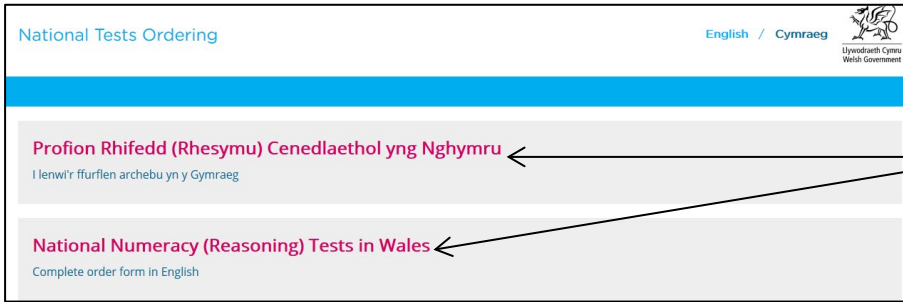 National Tests Ordering
English / Cymraeg
Llywodraeth Cymru
Welsh Government
Profion Rhifedd (Rhesymu) Cenedlaethol yng Nghymru
I lenwi'r ffurflen archebu yn y Gymraeg
National Numeracy (Reasoning) Tests in Wales
Complete order form in English